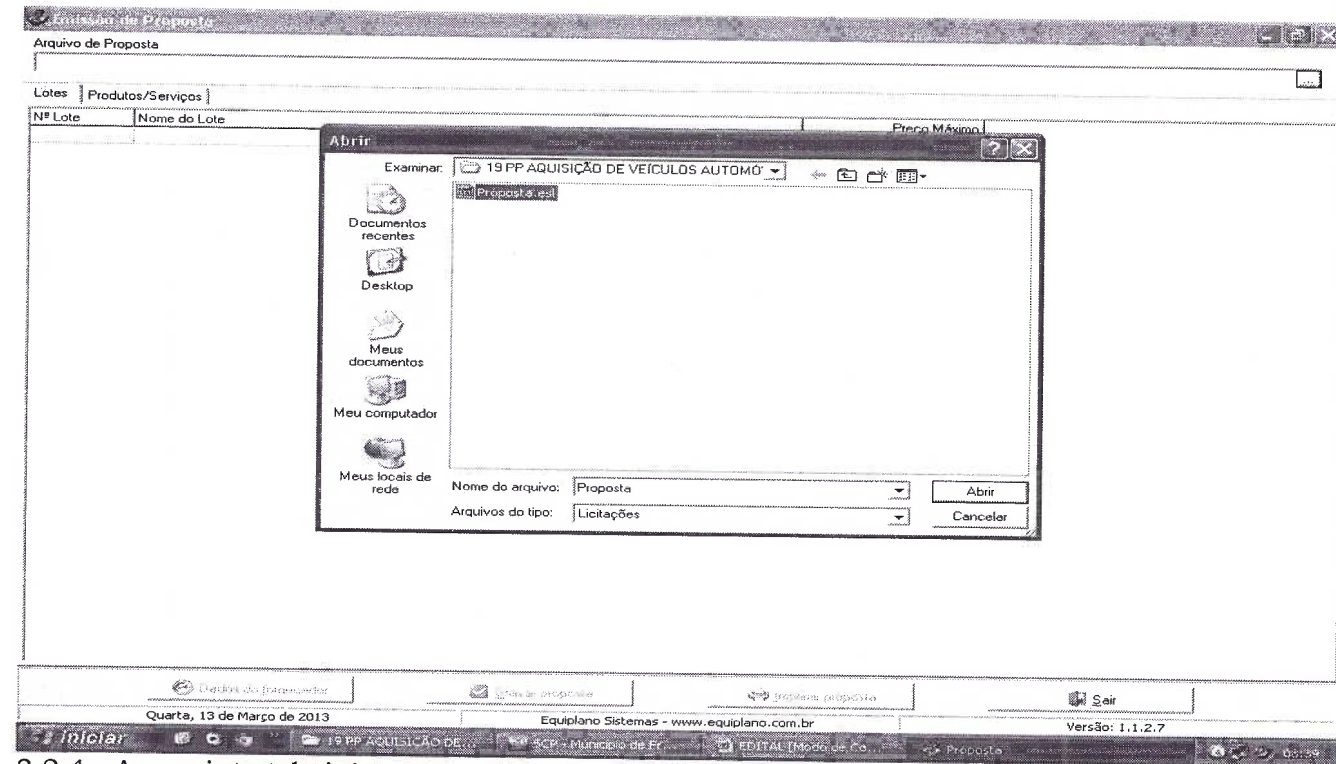 Emissão de Proposta
Arquivo de Proposta
...
Lotes
Produtos/Serviços
Nº Lote
Nome do Lote
Preço Máximo
Abrir
Examinar:
19 PP AQUISIÇÃO DE VEÍCULOS AUTOMO'
Proposta.esl
Documentos recentes
Desktop
Meus documentos
Meu computador
Meus locais de rede
Nome do arquivo:
Proposta
Abrir
Arquivos do tipo:
Licitações
Cancelar
Dados do fornecedor
proposta
Imprimir proposta
Sair
Quarta, 13 de Março de 2013
Equiplano Sistemas - www.equiplano.com.br
Versão: 1.1.2.7
iniciar
19 PP AQUISIÇÃO DE...
SCP - Municipio de Fr...
EDITAL [Modo de Co...
Proposta